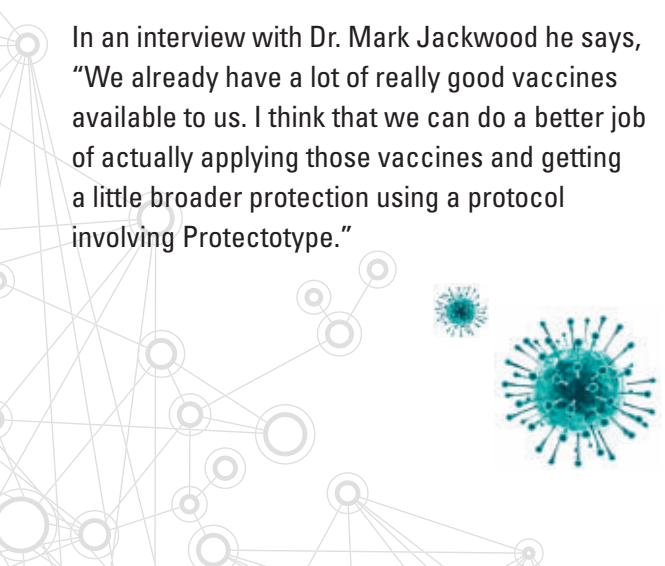 In an interview with Dr. Mark Jackwood he says,
“We already have a lot of really good vaccines
available to us. I think that we can do a better job
of actually applying those vaccines and getting
a little broader protection using a protocol
involving Protectotype.”